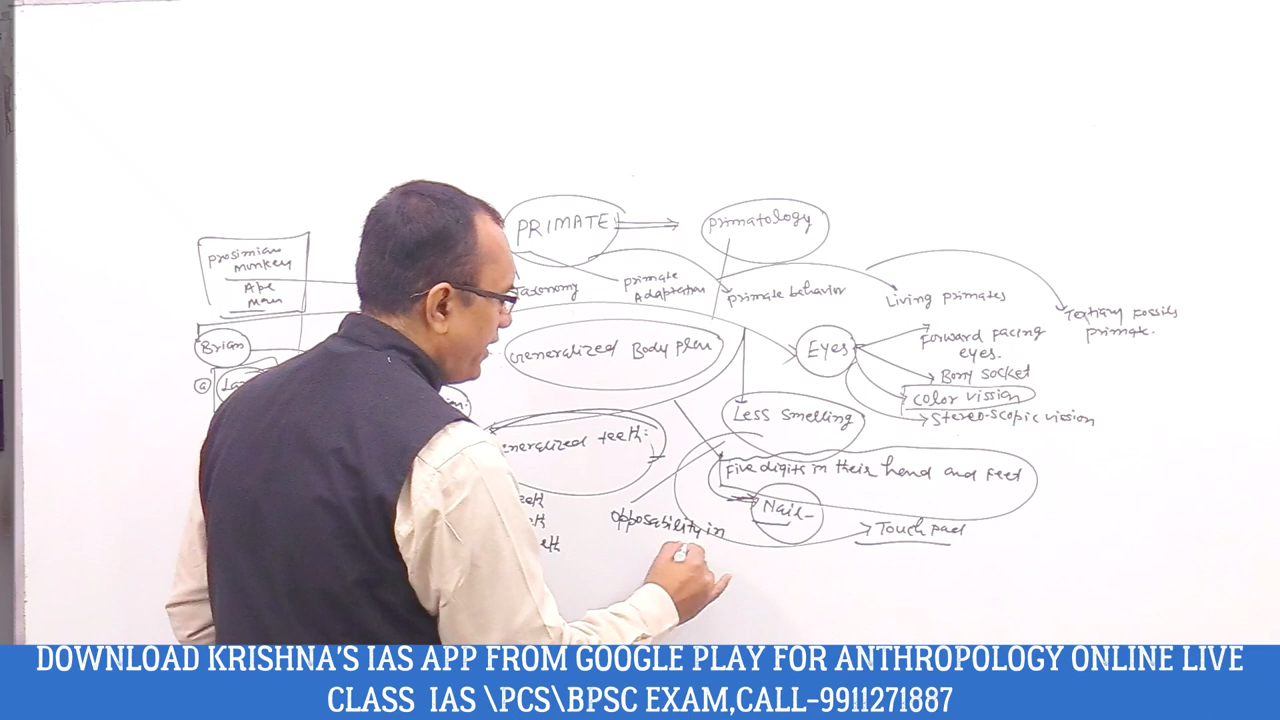 PRIMATE
primatology
prosimian
monkey
Ape
Man
Taxonomy
primate
Adaptation
primate behavior
Living primates
Tertiary Fossils
primate.
Brian
Generalized Body plan
Eyes
Forward facing
eyes.
Bony socket
color vission
Stereo-scopic vission
Less smelling
eneralized teeth:
Five digits in their hand and feet
Nail-
opposability in
Touch pad
DOWNLOAD KRISHNA'S IAS APP FROM GOOGLE PLAY FOR ANTHROPOLOGY ONLINE LIVE
CLASS IAS \PCS\BPSC EXAM,CALL-9911271887